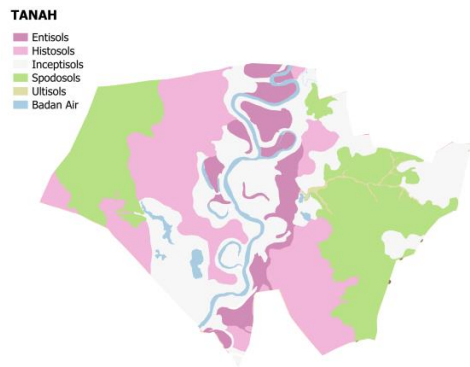 TANAH
Entisols
Histosols
Inceptisols
Spodosols
Ultisols
Badan Air